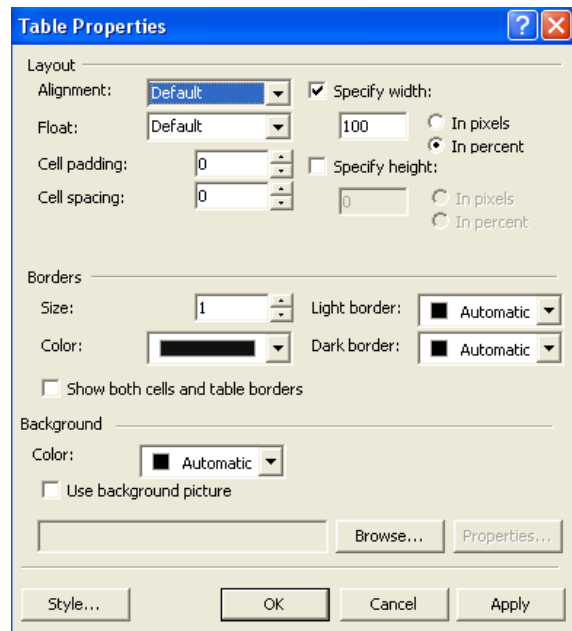 Table Properties
Layout
Alignment: Default Specify width:
Float: Default 100 In pixels
In percent
Cell padding: 0 Specify height:
Cell spacing: 0 0 In pixels
In percent
Borders
Size: 1 Light border: Automatic
Color: Dark border: Automatic
Show both cells and table borders
Background
Color: Automatic
Use background picture
Browse... Properties...
Style... OK Cancel Apply